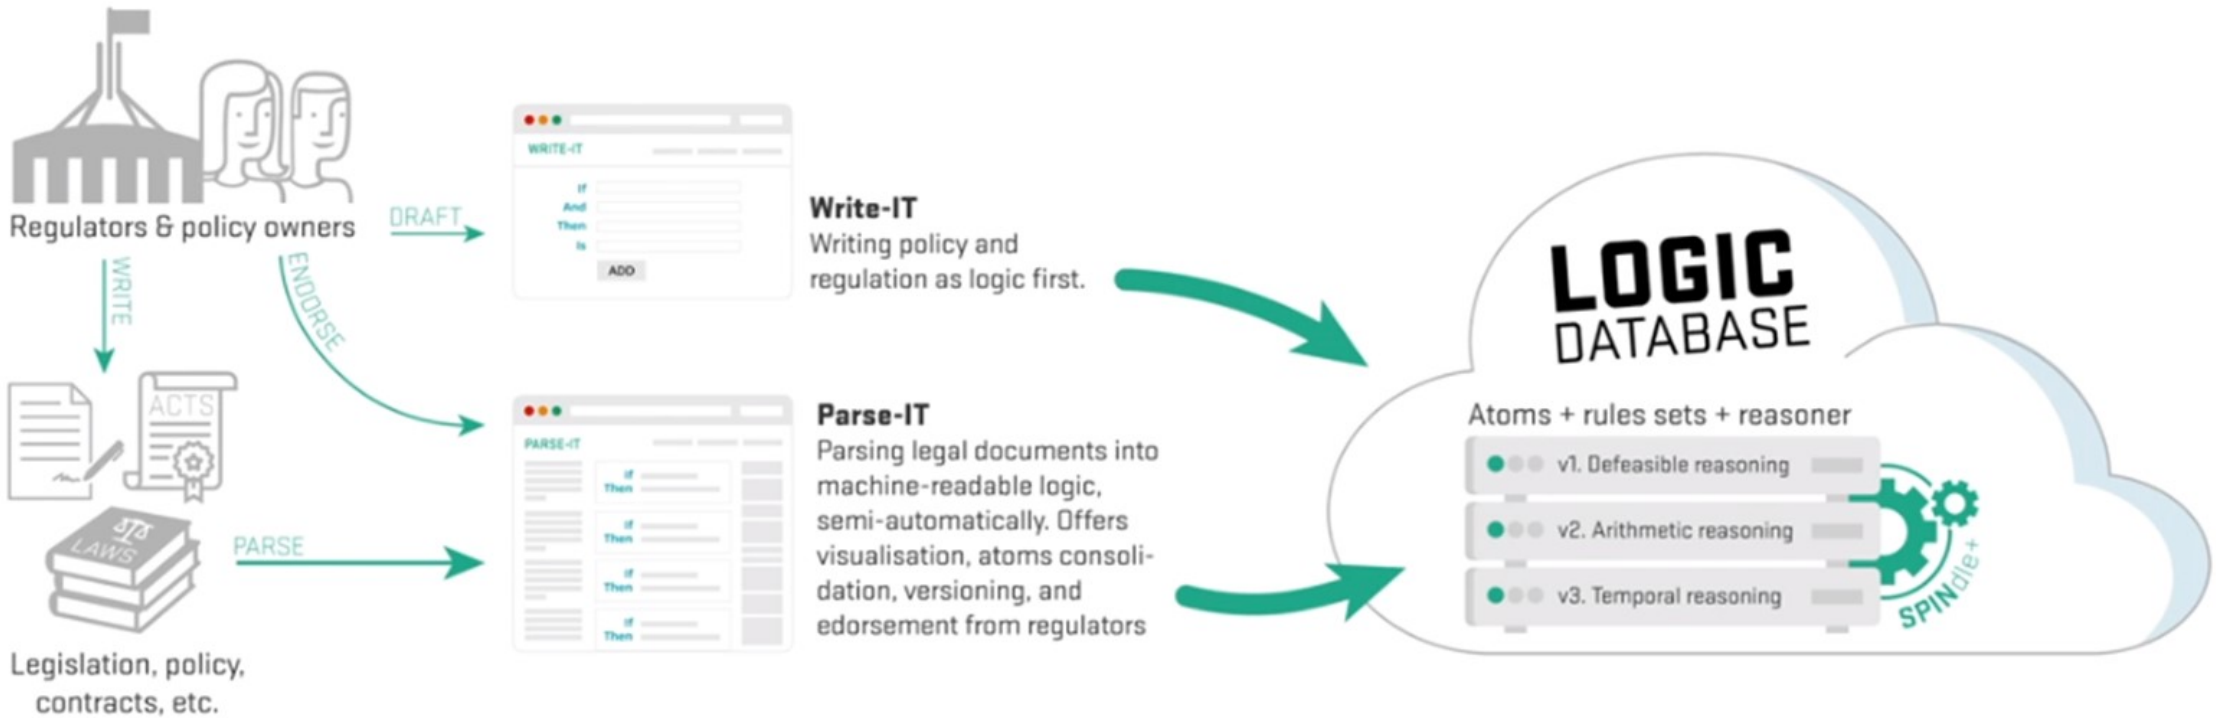 Regulators & policy owners
DRAFT
WRITE
ENDORSE
ACTS
LAWS
PARSE
Legislation, policy,
contracts, etc.
WRITE-IT
If
And
Then
Is
ADD
Write-IT
Writing policy and
regulation as logic first.
PARSE-IT
If
Then
If
Then
If
Then
If
Then
Parse-IT
Parsing legal documents into
machine-readable logic,
semi-automatically. Offers
visualisation, atoms consoli-
dation, versioning, and
edorsement from regulators
LOGIC
DATABASE
Atoms + rules sets + reasoner
v1. Defeasible reasoning
v2. Arithmetic reasoning
v3. Temporal reasoning
SPINdle+